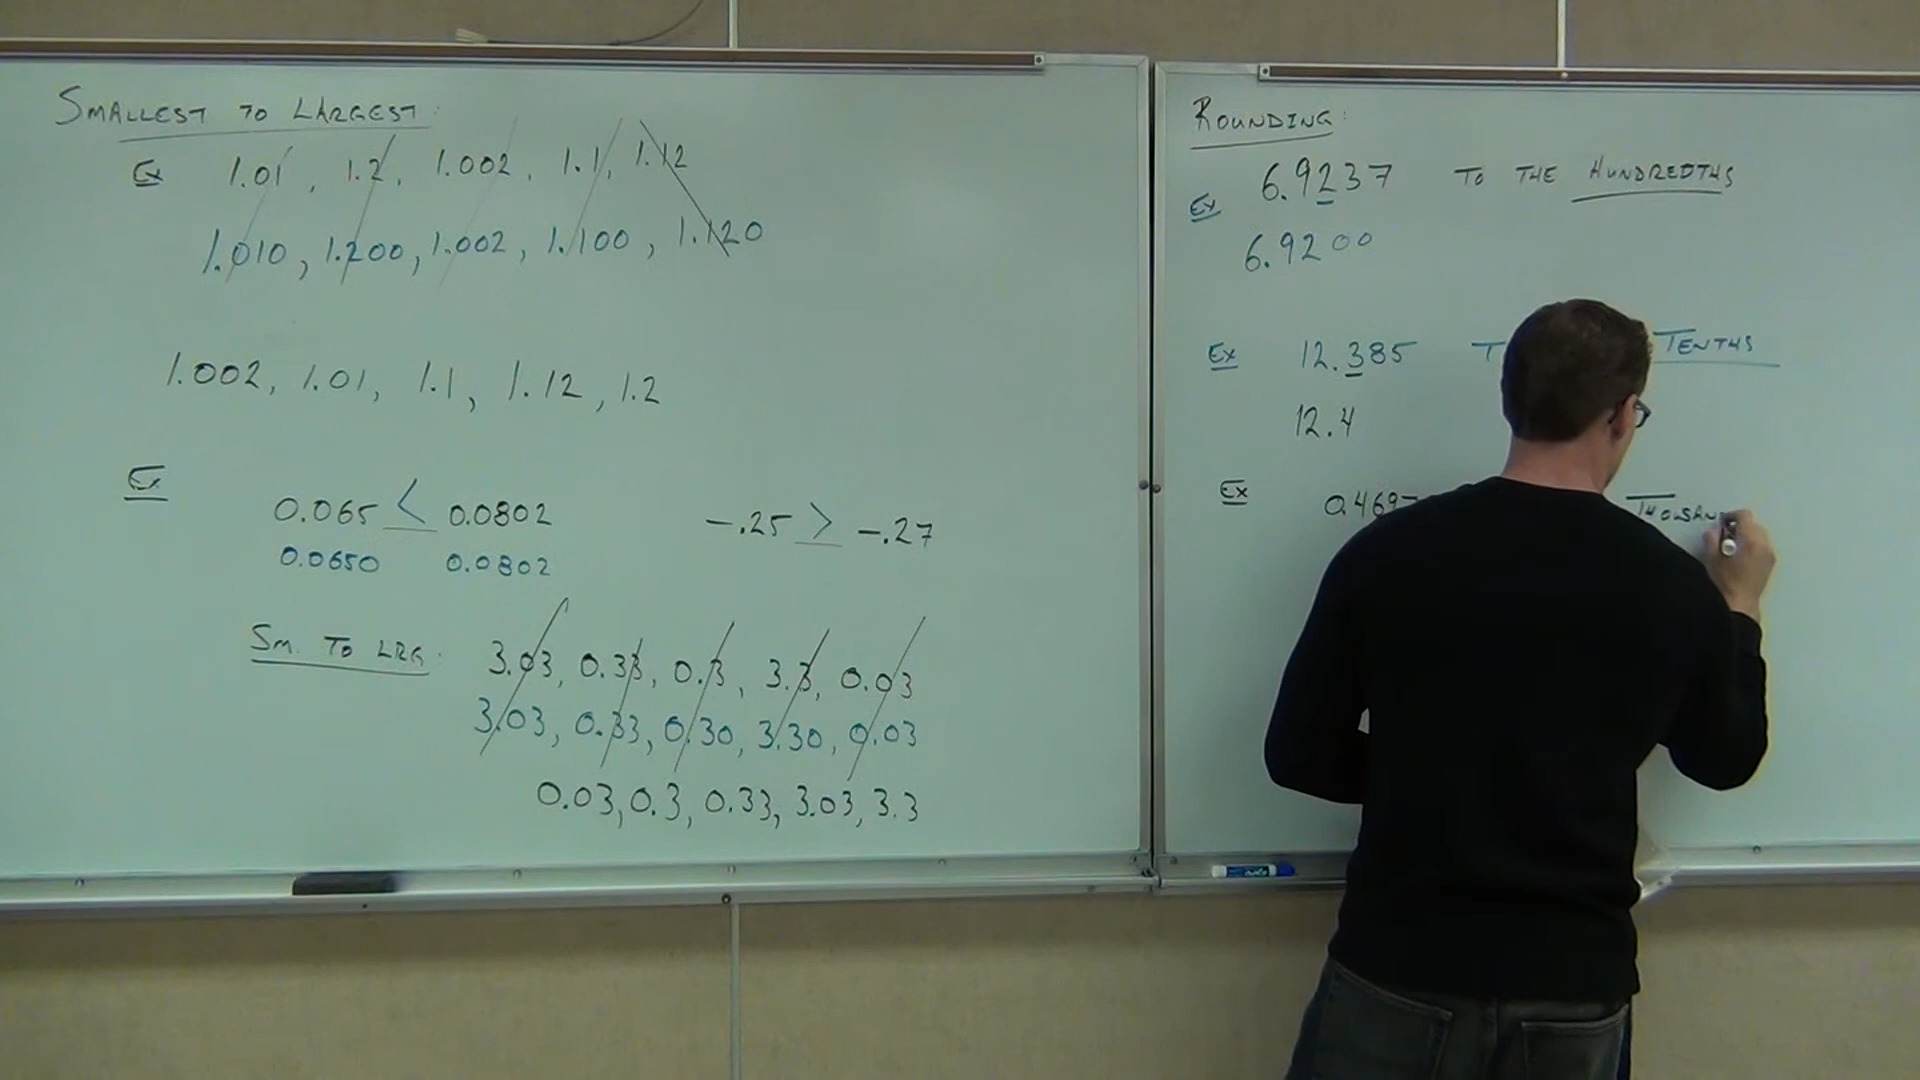 SMALLEST TO LARGEST:
Ex 1.01, 1.2, 1.002, 1.1, 1.12
1.010, 1.200, 1.002, 1.100, 1.120
1.002, 1.01, 1.1, 1.12, 1.2
Ex
0.065 < 0.0802
0.0650 0.0802
-.25 > -.27
SM. TO LRG:
3.03, 0.33, 0.3, 3.3, 0.03
3.03, 0.33, 0.30, 3.30, 0.03
0.03, 0.3, 0.33, 3.03, 3.3
ROUNDING:
Ex 6.9237 TO THE HUNDREDTHS
6.9200
Ex 12.385 T TENTHS
12.4
Ex 0.469 THOUSAN